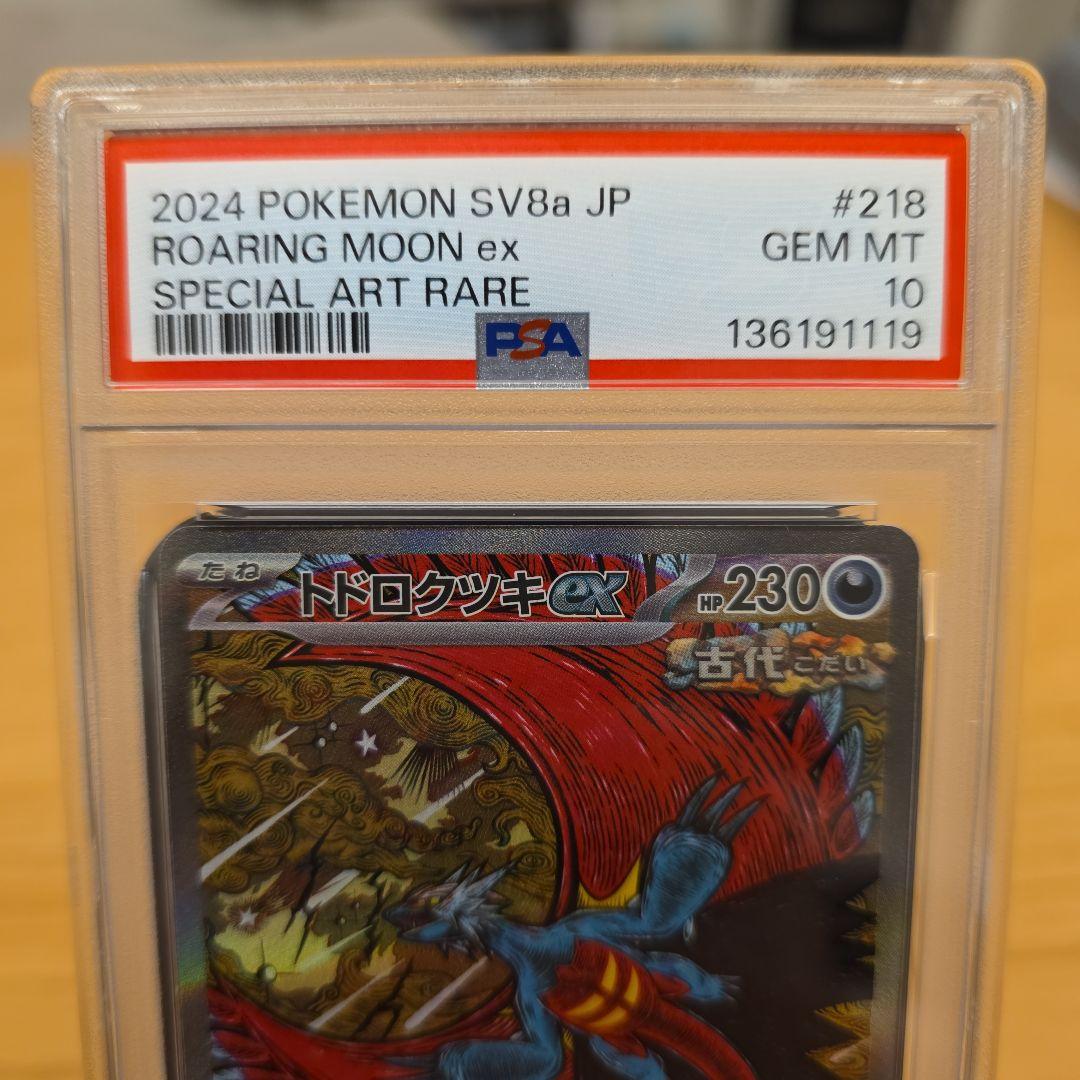 2024 POKEMON SV8a JP #218
ROARING MOON ex GEM MT
SPECIAL ART RARE 10
PSA 136191119
たね トドロクツキex HP230
古代 こだい